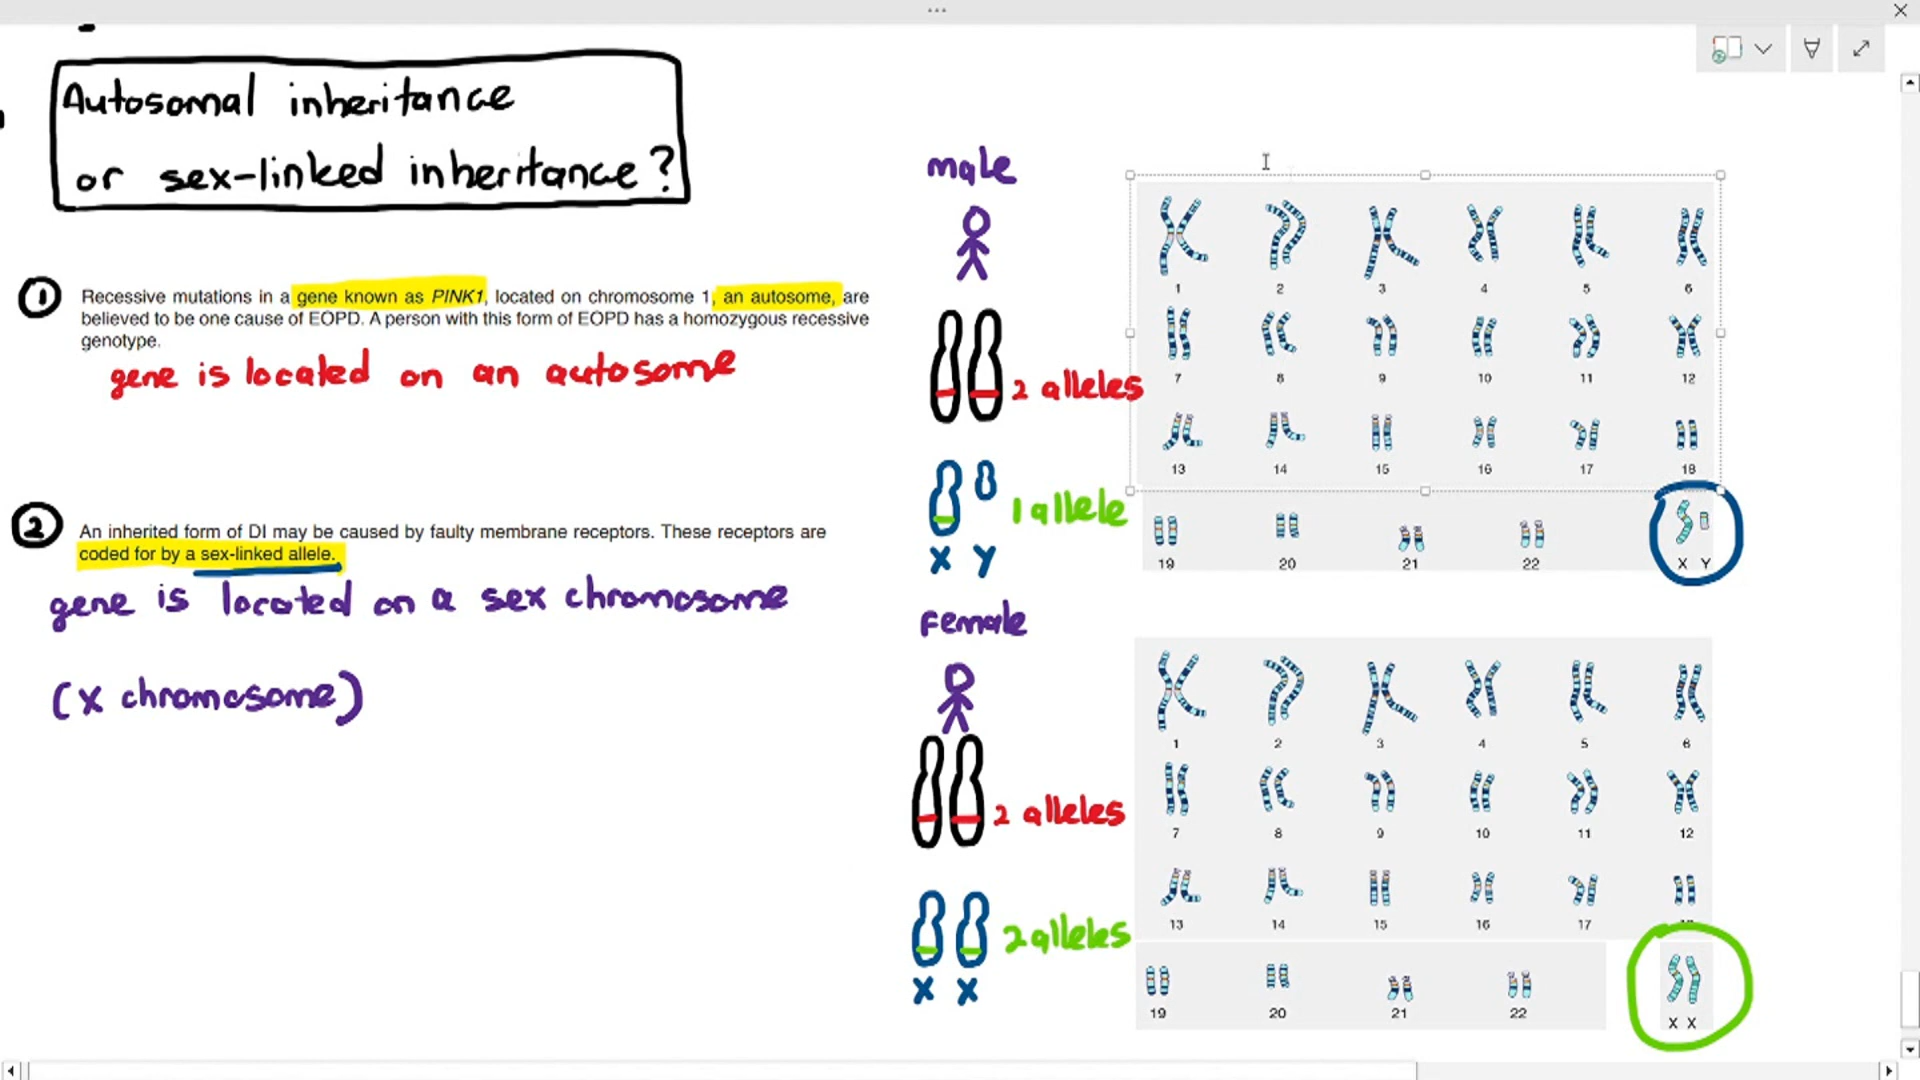 Autosomal inheritance
or sex-linked inheritance?
1 Recessive mutations in a gene known as PINK1, located on chromosome 1, an autosome, are
believed to be one cause of EOPD. A person with this form of EOPD has a homozygous recessive
genotype.
gene is located on an autosome
2 An inherited form of DI may be caused by faulty membrane receptors. These receptors are
coded for by a sex-linked allele.
gene is located on a sex chromosome
(X chromosome)
male
2 alleles
1 allele
X Y
1 2 3 4 5 6
7 8 9 10 11 12
13 14 15 16 17 18
19 20 21 22 X Y
Female
2 alleles
2 alleles
X X
1 2 3 4 5 6
7 8 9 10 11 12
13 14 15 16 17
19 20 21 22 X X